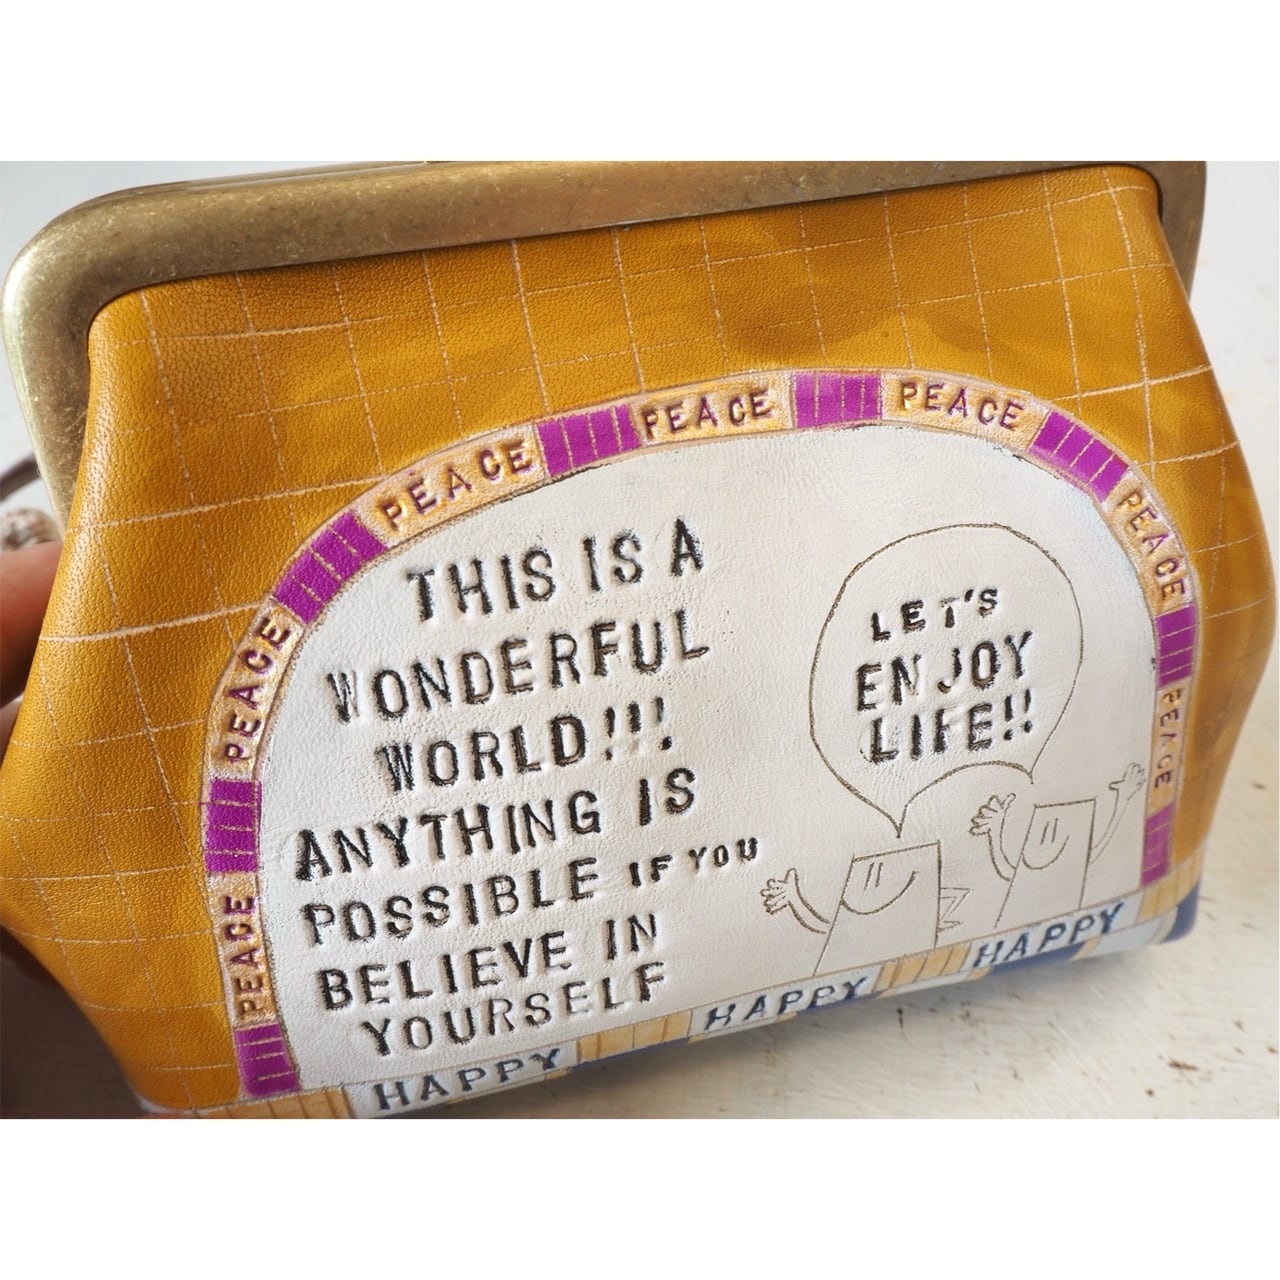 PEACE
PEACE
PEACE
PEACE
PEACE
PEACE
PEACE
THIS IS A
WONDERFUL
WORLD!!!
ANYTHING IS
POSSIBLE IF YOU
BELIEVE IN
YOURSELF
LET'S
ENJOY
LIFE!!
HAPPY
HAPPY
HAPPY